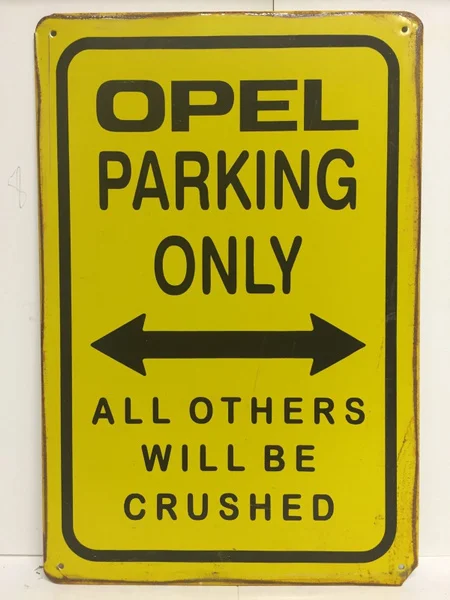 OPEL
PARKING
ONLY
ALL OTHERS
WILL BE
CRUSHED